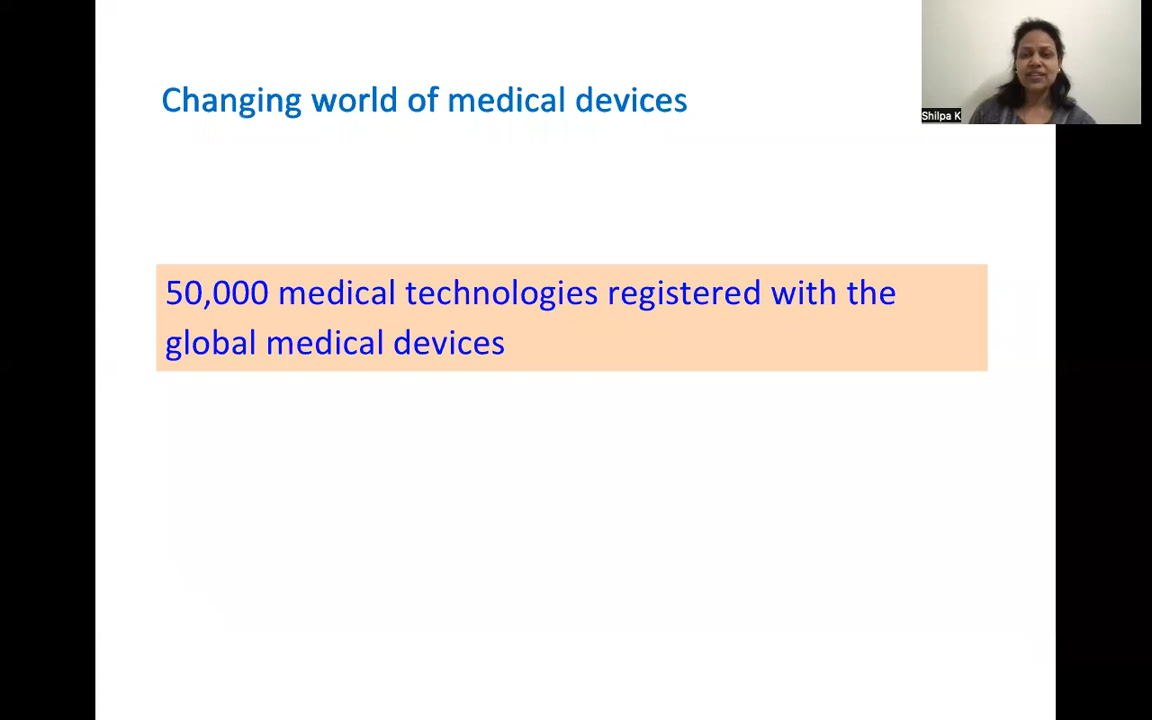 Changing world of medical devices
Shilpa K
50,000 medical technologies registered with the
global medical devices